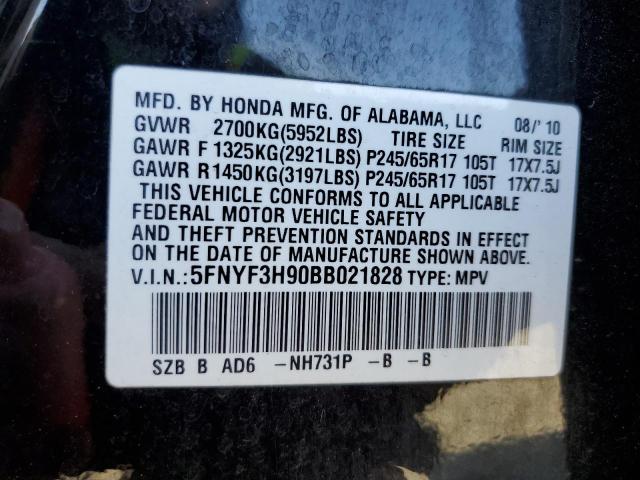 MFD. BY HONDA MFG. OF ALABAMA, LLC 08/'10
GVWR 2700KG(5952LBS) TIRE SIZE RIM SIZE
GAWR F 1325KG(2921LBS) P245/65R17 105T 17X7.5J
GAWR R 1450KG(3197LBS) P245/65R17 105T 17X7.5J
THIS VEHICLE CONFORMS TO ALL APPLICABLE
FEDERAL MOTOR VEHICLE SAFETY
AND THEFT PREVENTION STANDARDS IN EFFECT
ON THE DATE OF MANUFACTURE SHOWN ABOVE.
V.I.N.: 5FNYF3H90BB021828 TYPE: MPV
SZB B AD6 -NH731P -B -B